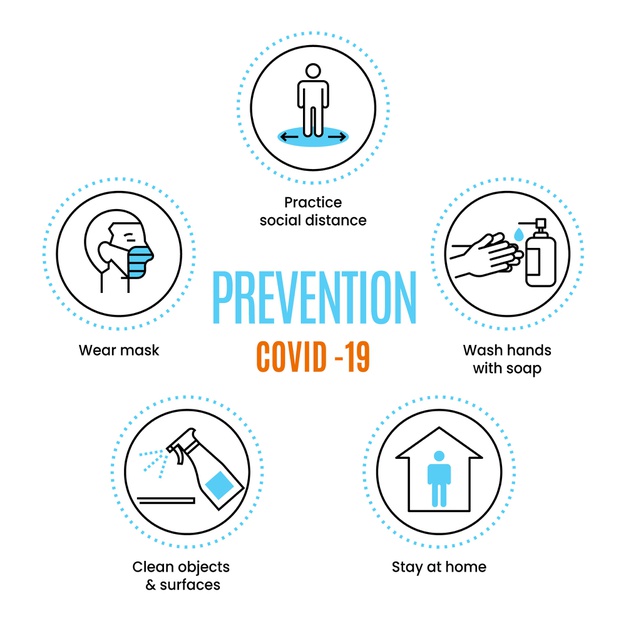 Practice
social distance
Wear mask
PREVENTION
COVID -19
Wash hands
with soap
Clean objects
& surfaces
Stay at home